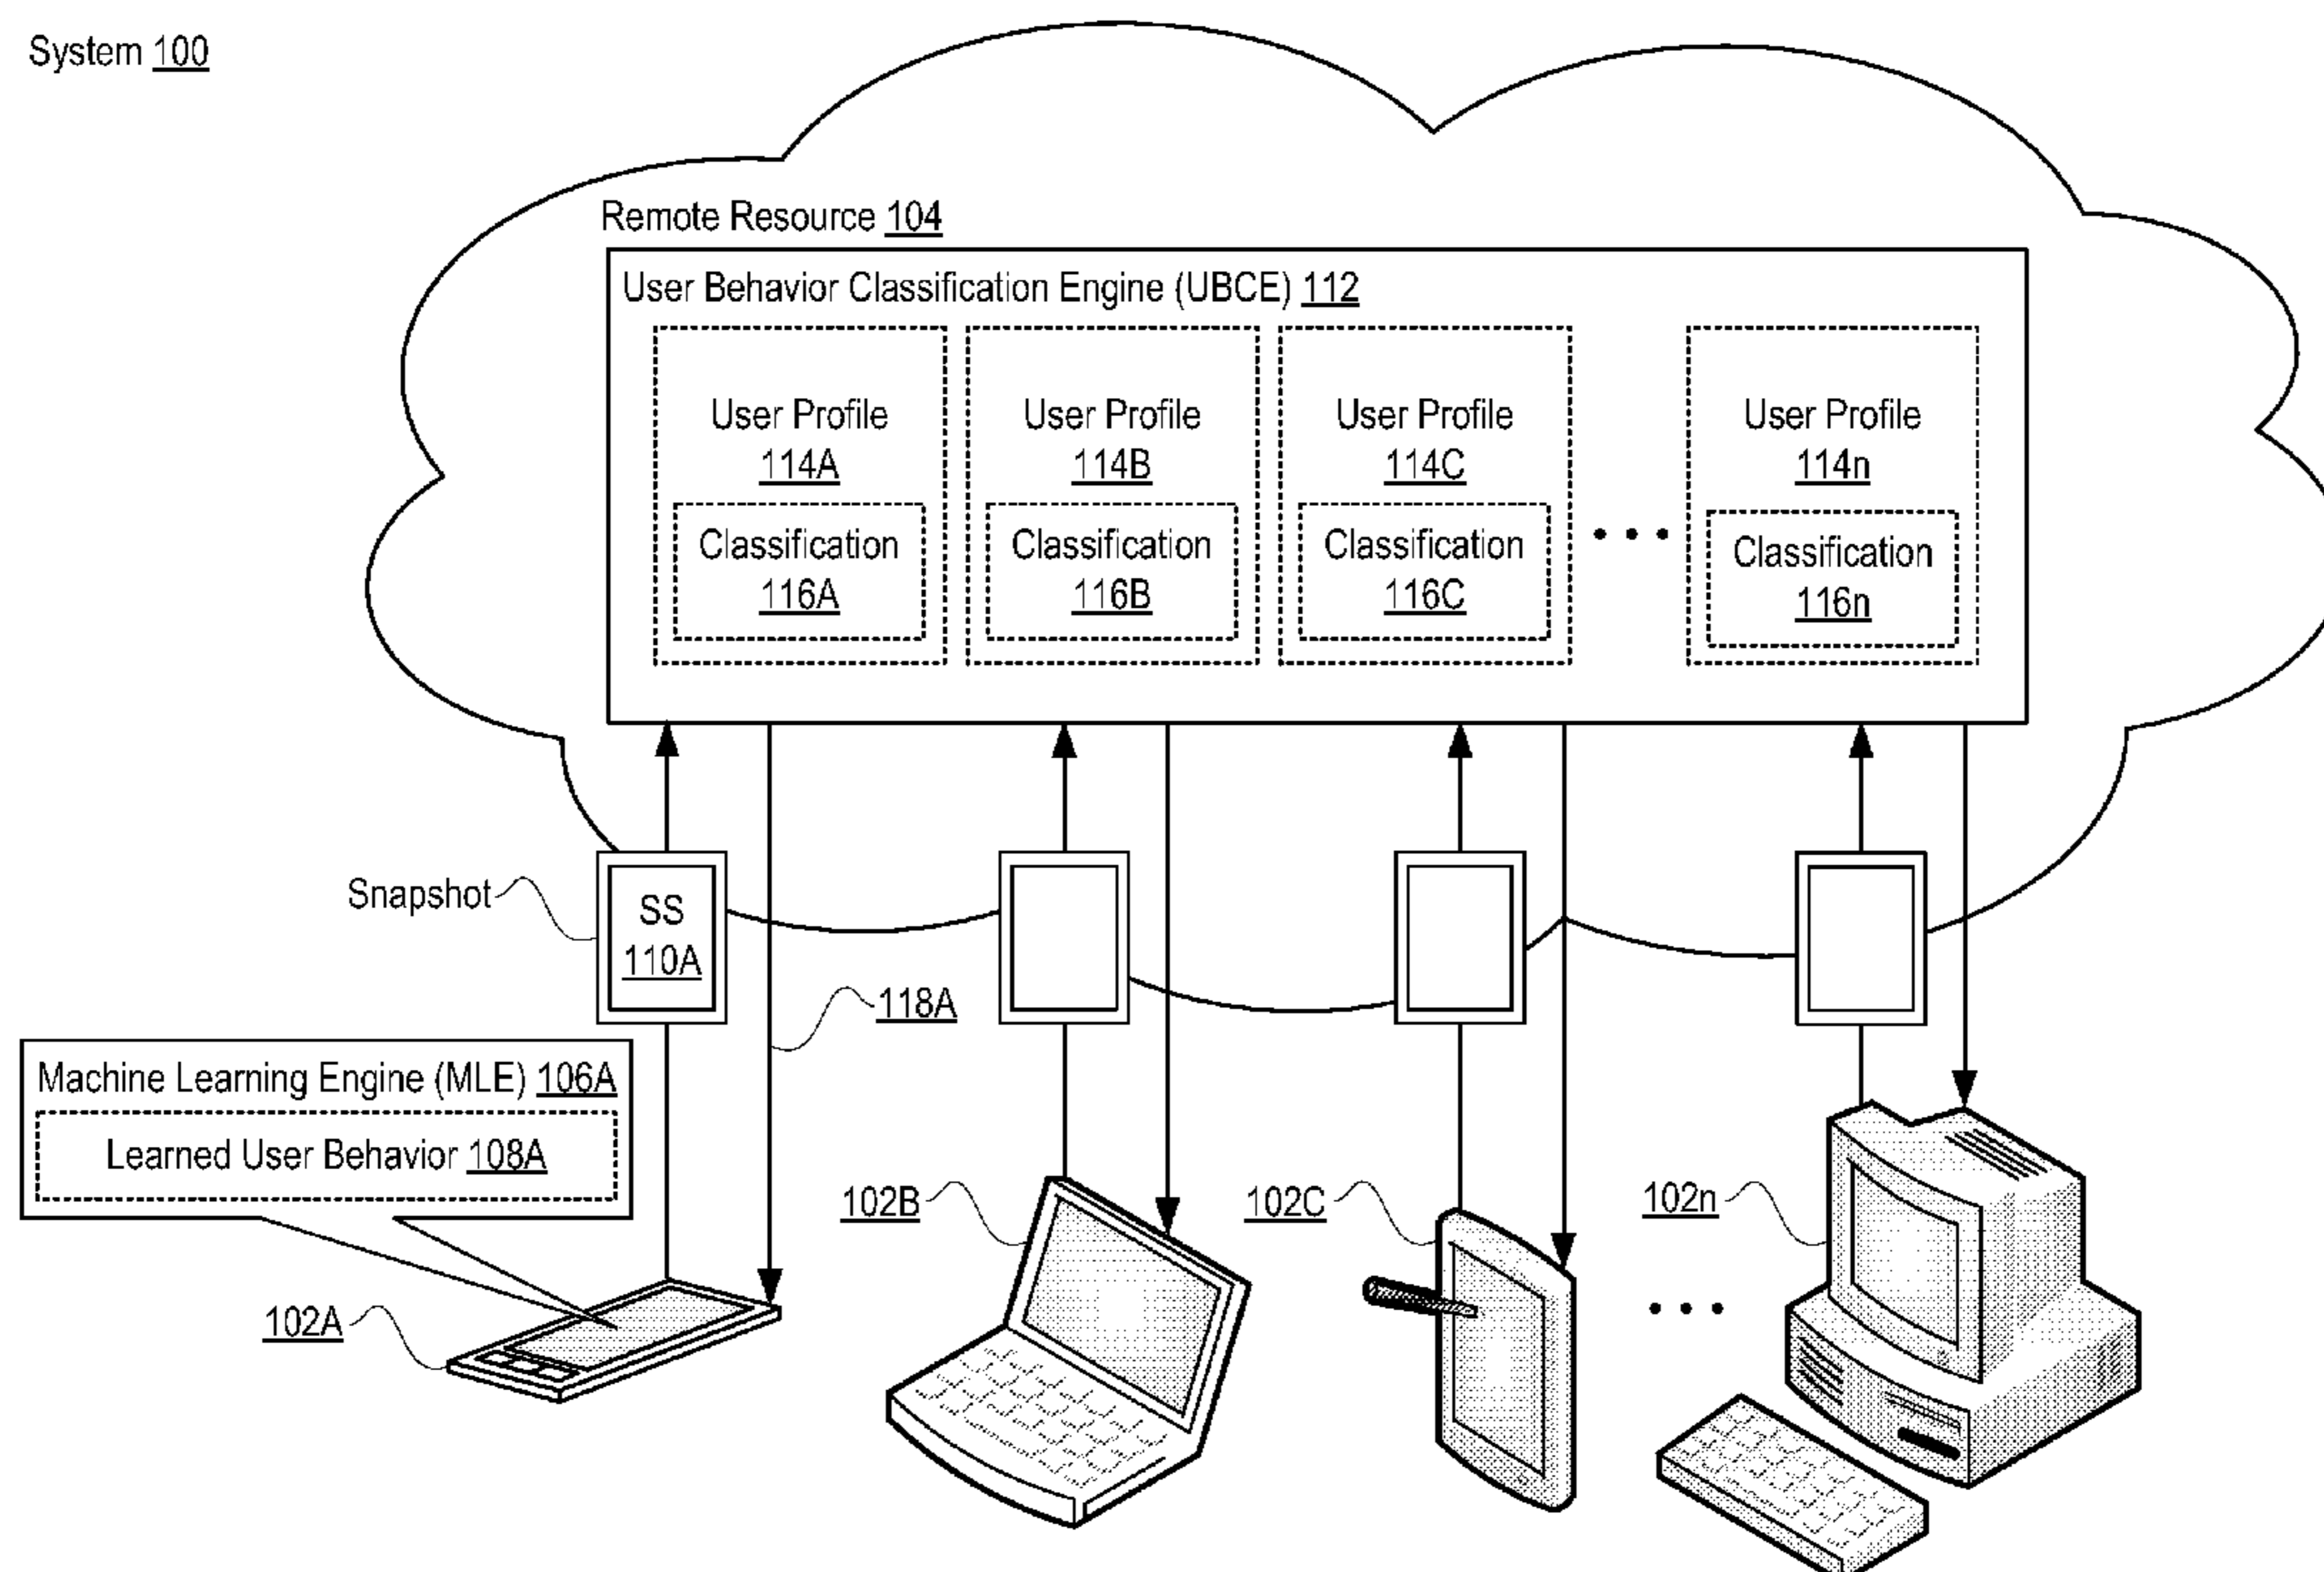 System 100
Remote Resource 104
User Behavior Classification Engine (UBCE) 112
User Profile
114A
Classification
116A
User Profile
114B
Classification
116B
User Profile
114C
Classification
116C
User Profile
114n
Classification
116n
Snapshot
SS
110A
118A
Machine Learning Engine (MLE) 106A
Learned User Behavior 108A
102A
102B
102C
102n